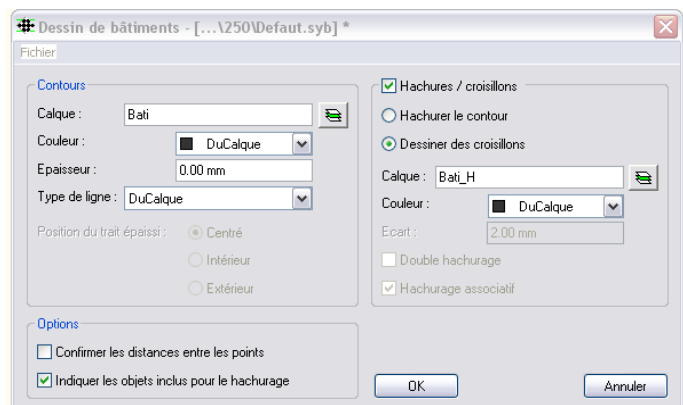 Dessin de bâtiments - [...\250\Defaut.syb] *
Fichier
Contours
Calque : Bati
Couleur : DuCalque
Epaisseur : 0.00 mm
Type de ligne : DuCalque
Position du trait épaissi : Centré
Intérieur
Extérieur
Hachures / croisillons
Hachurer le contour
Dessiner des croisillons
Calque : Bati_H
Couleur : DuCalque
Ecart : 2.00 mm
Double hachurage
Hachurage associatif
Options
Confirmer les distances entre les points
Indiquer les objets inclus pour le hachurage
OK Annuler